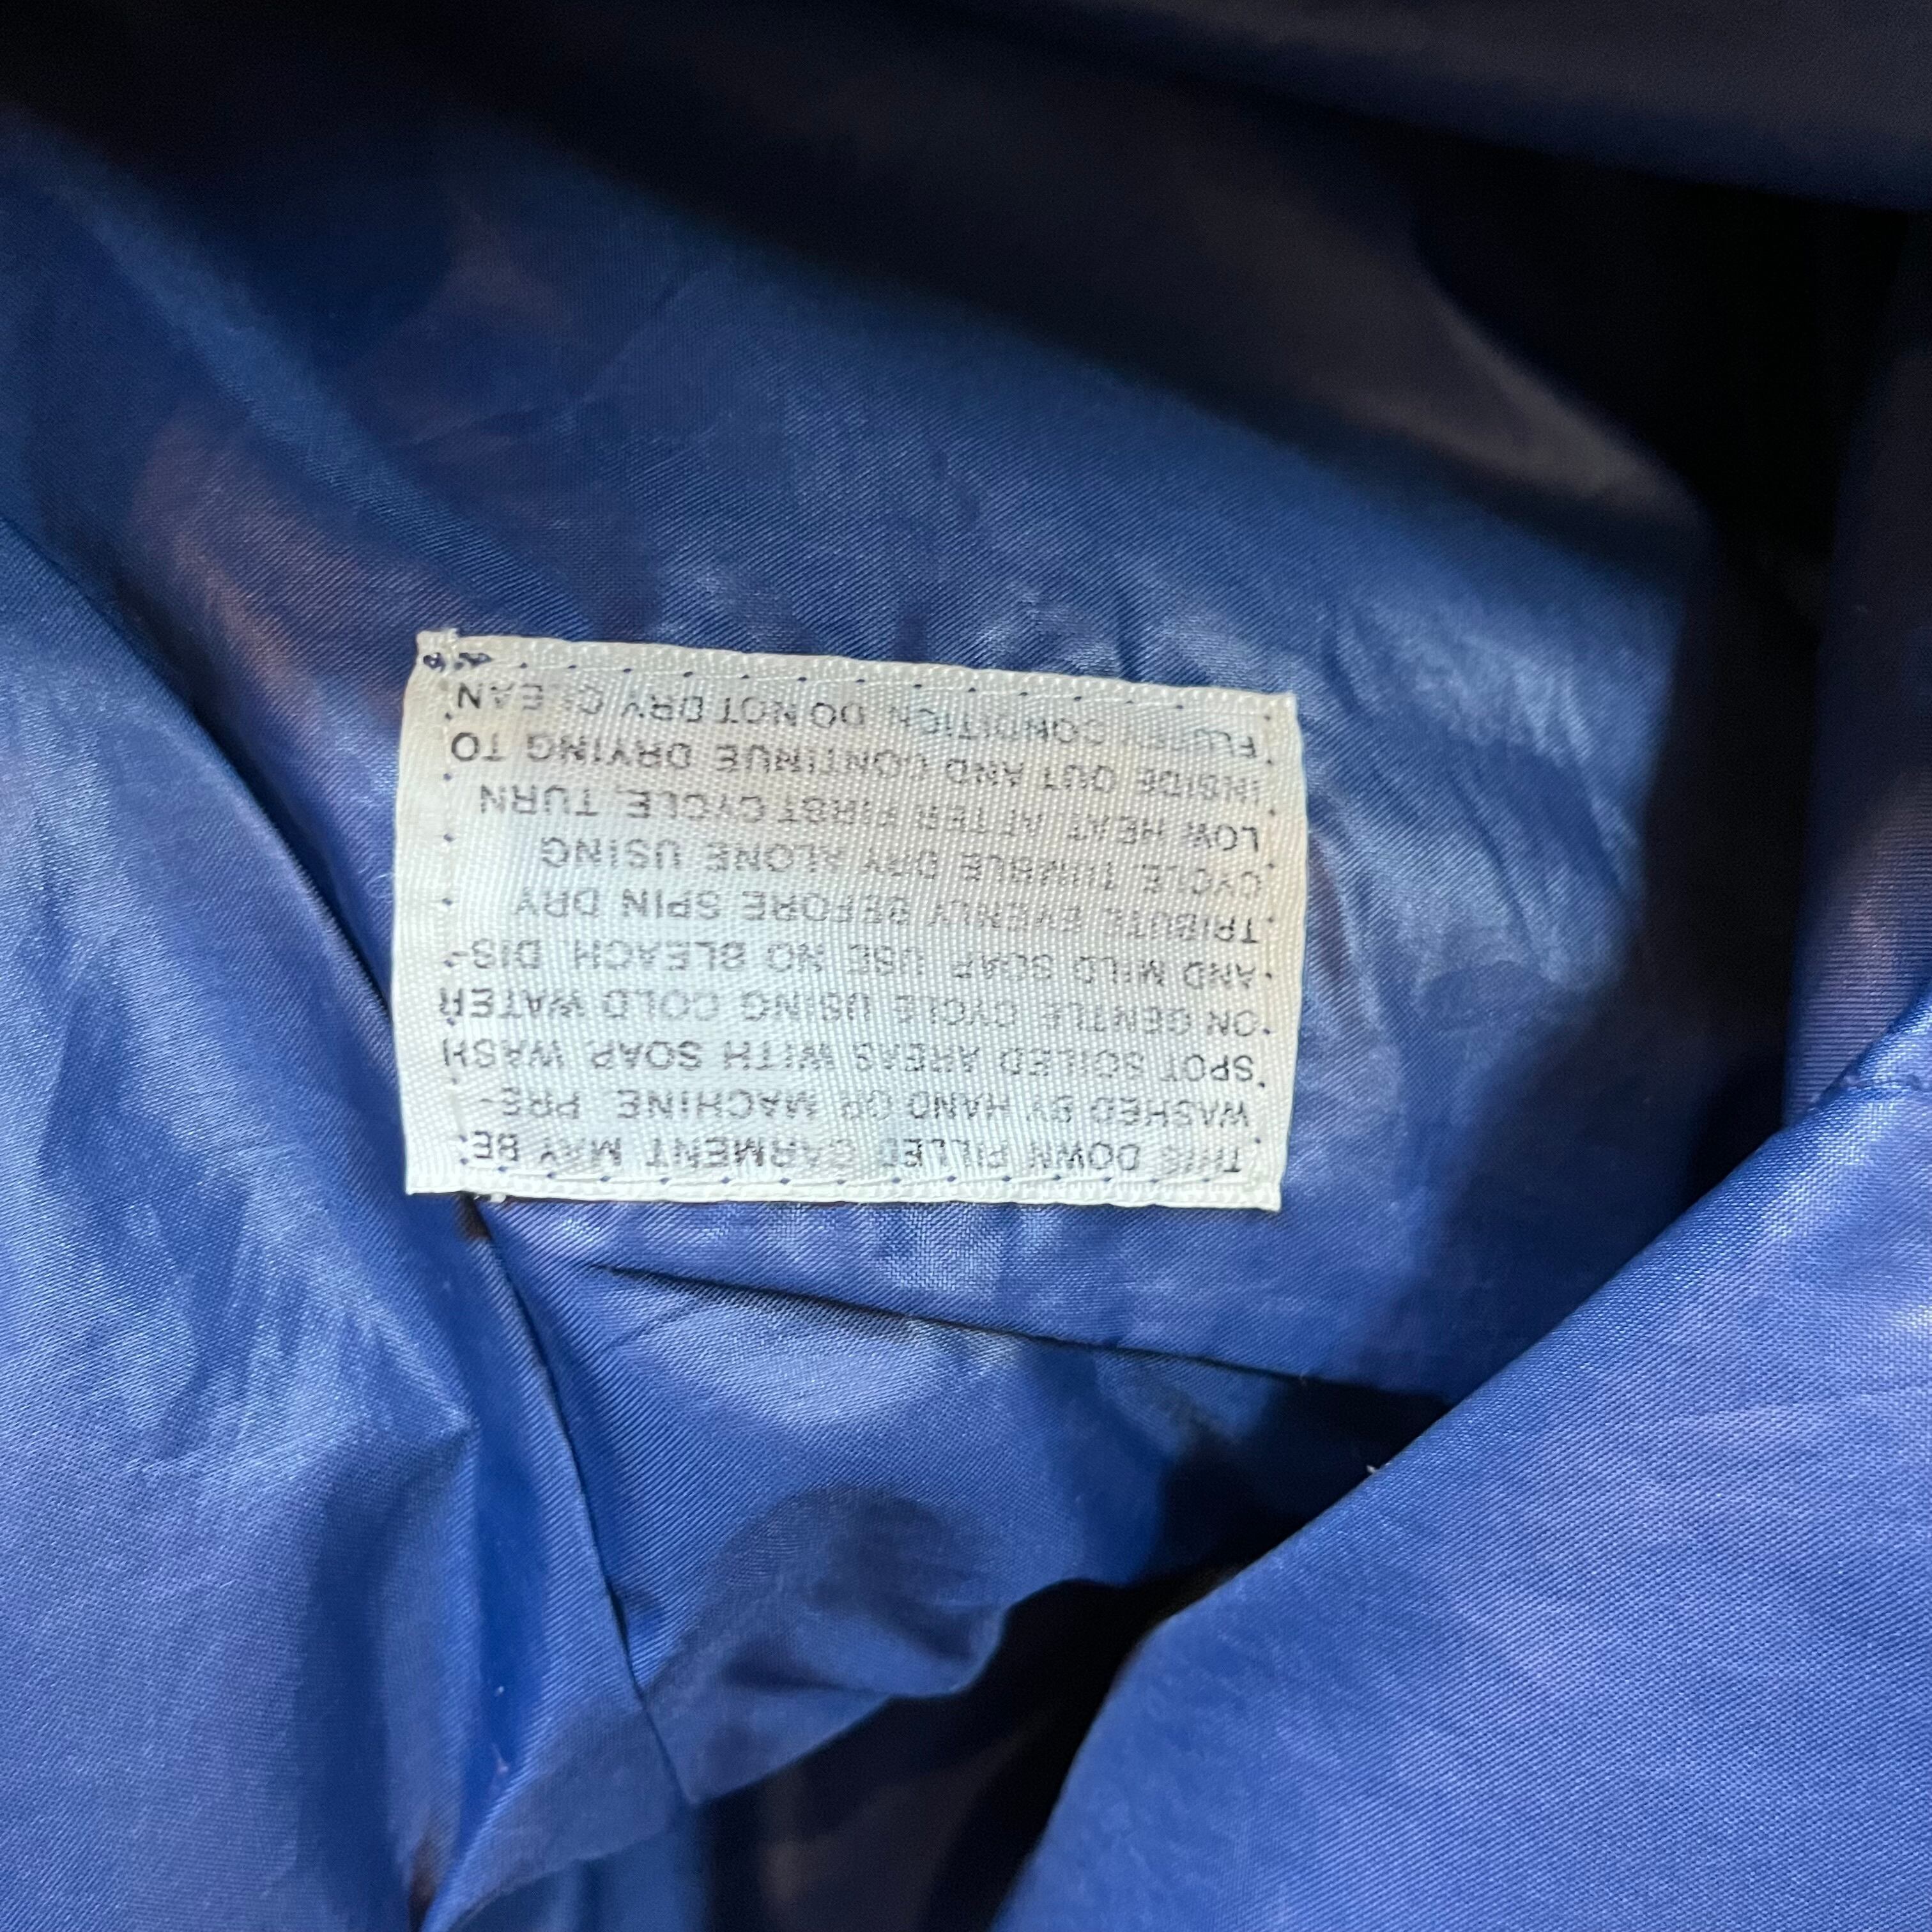 THIS DOWN FILLED GARMENT MAY BE
WASHED BY HAND OR MACHINE. PRE-
SPOT SOILED AREAS WITH SOAP. WASH
ON GENTLE CYCLE USING COLD WATER
AND MILD SOAP. USE NO BLEACH. DIS-
TRIBUTE EVENLY BEFORE SPIN DRY
CYCLE. TUMBLE DRY ALONE USING
LOW HEAT. AFTER FIRST CYCLE, TURN
INSIDE OUT AND CONTINUE DRYING TO
FLUFF CONDITION. DO NOT DRY CLEAN